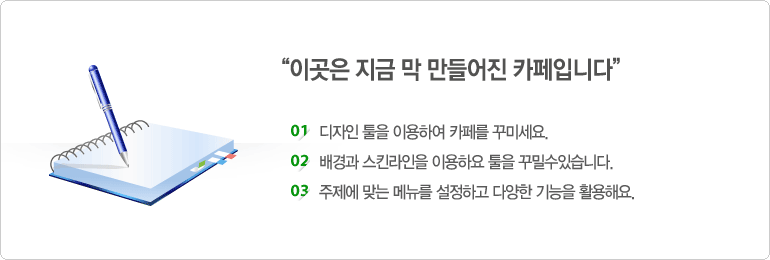 “이곳은 지금 막 만들어진 카페입니다”
01 디자인 툴을 이용하여 카페를 꾸미세요.
02 배경과 스킨라인을 이용하요 툴을 꾸밀수있습니다.
03 주제에 맞는 메뉴를 설정하고 다양한 기능을 활용해요.